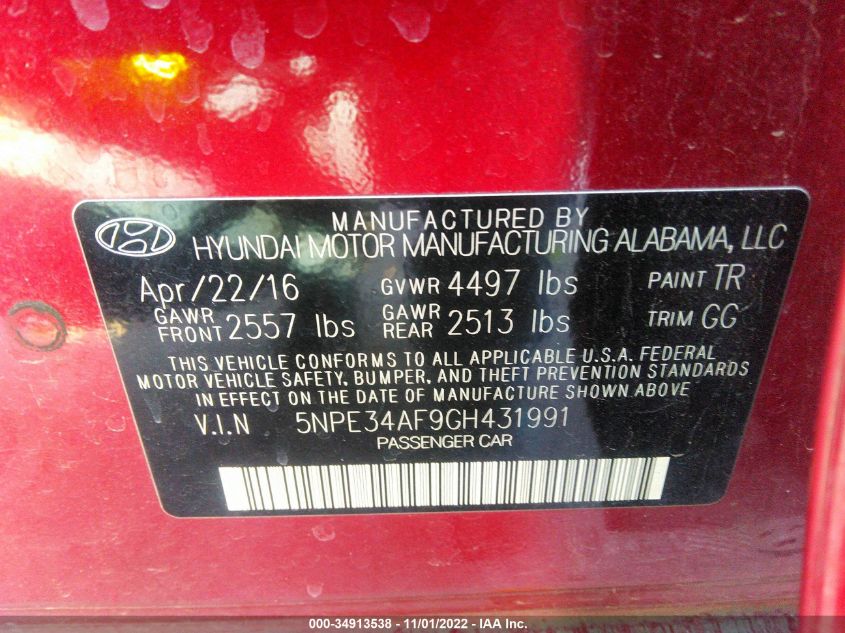 MANUFACTURED BY
HYUNDAI MOTOR MANUFACTURING ALABAMA, LLC
Apr/22/16 GVWR 4497 lbs PAINT TR
GAWR FRONT 2557 lbs GAWR REAR 2513 lbs TRIM GG
THIS VEHICLE CONFORMS TO ALL APPLICABLE U.S.A. FEDERAL
MOTOR VEHICLE SAFETY, BUMPER, AND THEFT PREVENTION STANDARDS
IN EFFECT ON THE DATE OF MANUFACTURE SHOWN ABOVE
V.I.N 5NPE34AF9GH431991
PASSENGER CAR
000-34913538 - 11/01/2022 - © IAA, Inc.